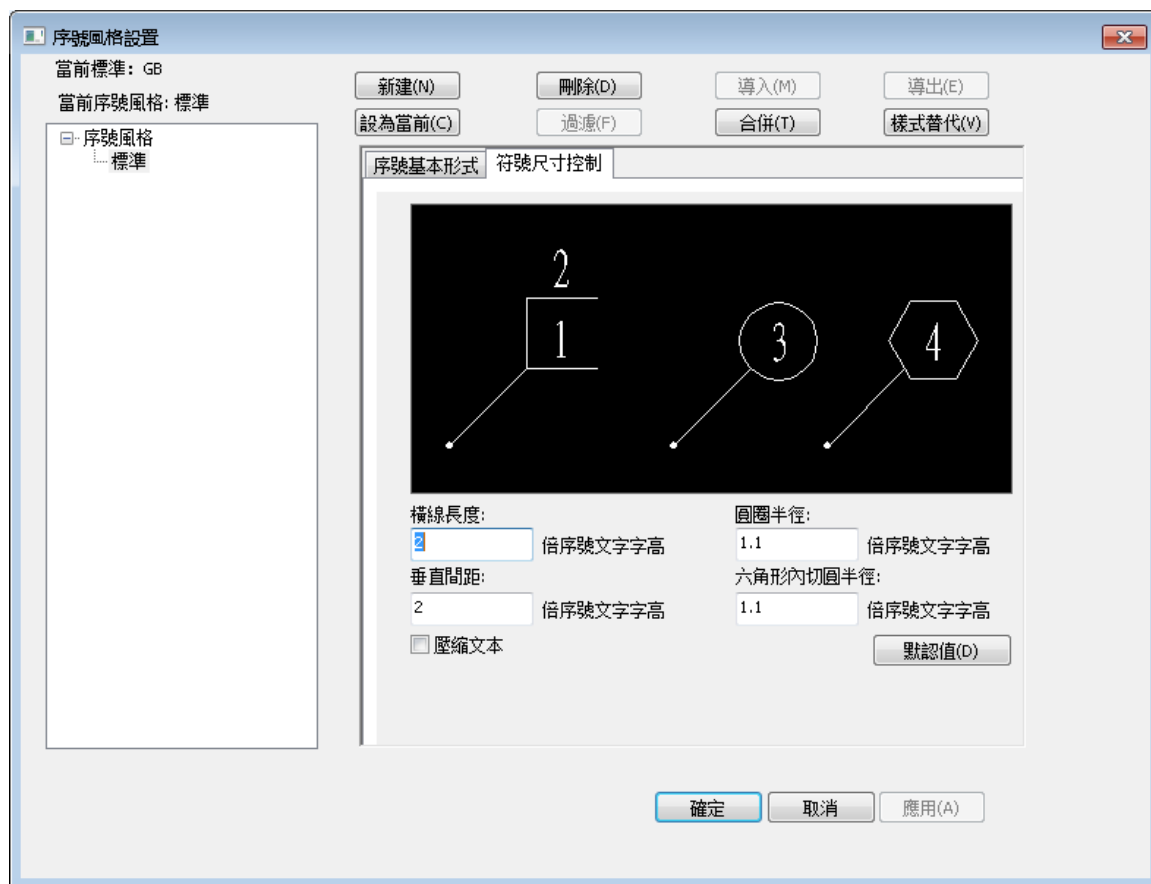 序號風格設置
當前標準: GB
當前序號風格: 標準
序號風格
標準
新建(N) 刪除(D) 導入(M) 導出(E)
設為當前(C) 過濾(F) 合併(T) 樣式替代(V)
序號基本形式 符號尺寸控制
2
1 3 4
橫線長度: 圓圈半徑:
2 倍序號文字字高 1.1 倍序號文字字高
垂直間距: 六角形內切圓半徑:
2 倍序號文字字高 1.1 倍序號文字字高
壓縮文本 默認值(D)
確定 取消 應用(A)